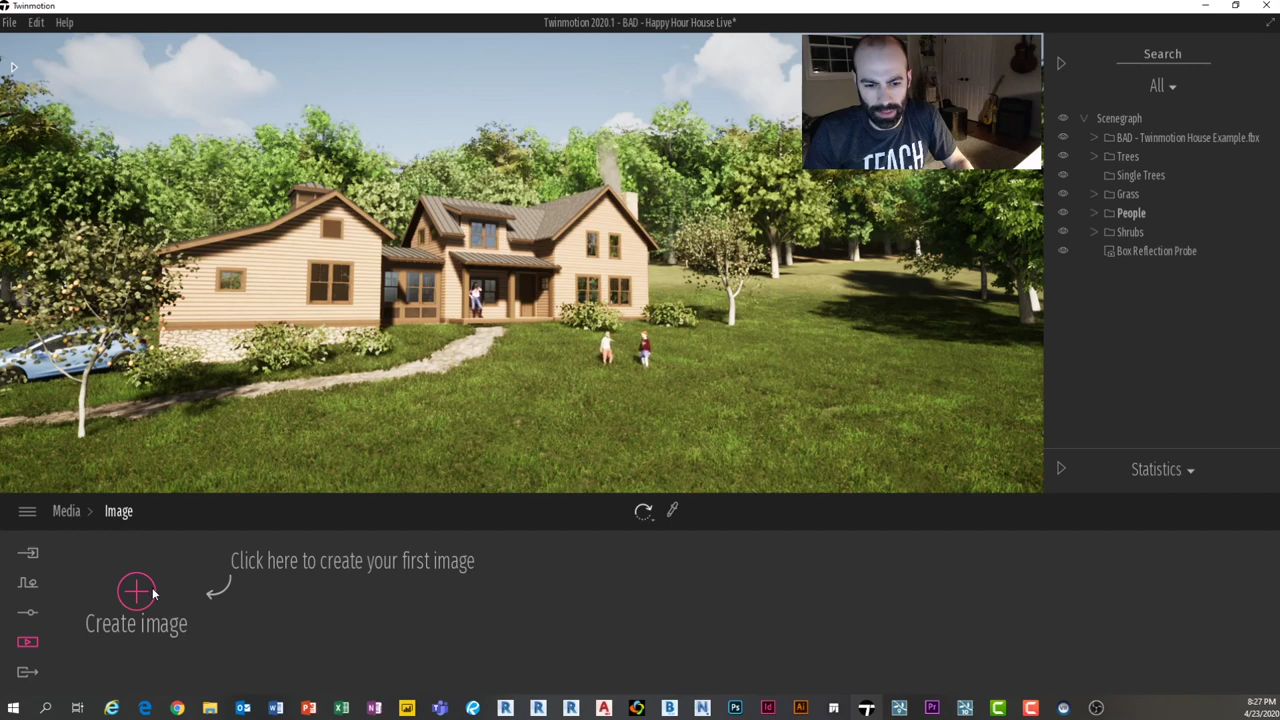 Twinmotion
File Edit Help
Twinmotion 2020.1 - BAD - Happy Hour House Live*
Search
All
Scenegraph
BAD - Twinmotion House Example.fbx
Trees
Single Trees
Grass
People
Shrubs
Box Reflection Probe
TEACH
Statistics
Media > Image
Click here to create your first image
Create image
8:27 PM
4/23/2020